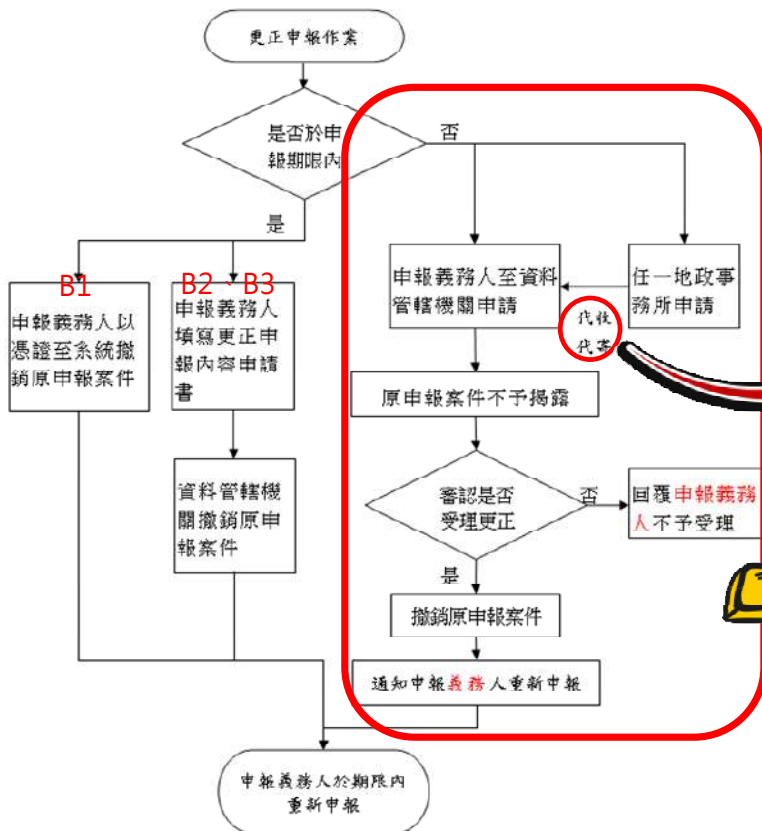 更正申報作業
是否於申
報期限內
否
是
B1
申報義務人以
憑證至系統撤
銷原申報案件
B2、B3
申報義務人
填寫更正申
報內容申請
書
資料管轄機
關撤銷原申
報案件
申報義務人至資料
管轄機關申請
任一地政事
務所申請
代收
代寄
原申報案件不予揭露
審認是否
受理更正
否
回覆申報義務
人不予受理
是
撤銷原申報案件
通知申報義務人重新申報
申報義務人於期限內
重新申報